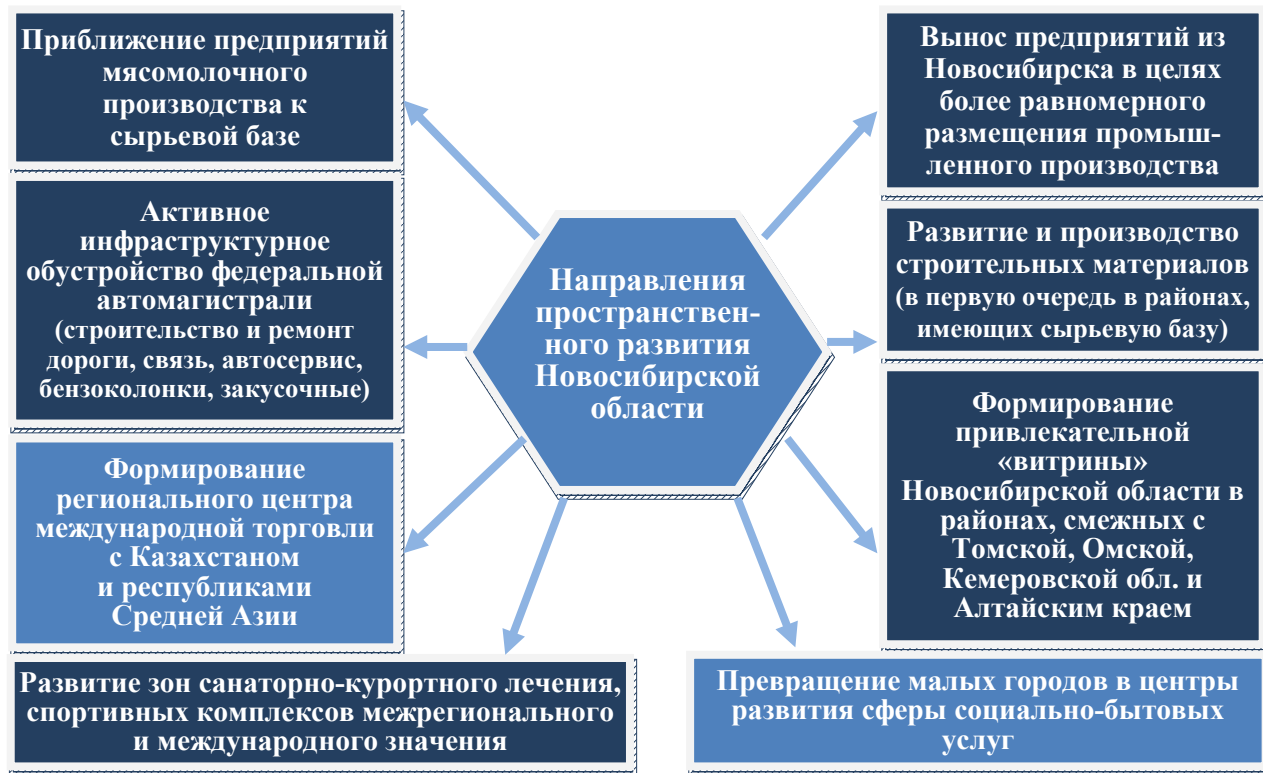 Приближение предприятий
мясомолочного
производства к
сырьевой базе
Активное
инфраструктурное
обустройство федеральной
автомагистрали
(строительство и ремонт
дороги, связь, автосервис,
бензоколонки, закусочные)
Формирование
регионального центра
международной торговли
с Казахстаном
и республиками
Средней Азии
Развитие зон санаторно-курортного лечения,
спортивных комплексов межрегионального
и международного значения
Направления
пространствен-
ного развития
Новосибирской
области
Вынос предприятий из
Новосибирска в целях
более равномерного
размещения промыш-
ленного производства
Развитие и производство
строительных материалов
(в первую очередь в районах,
имеющих сырьевую базу)
Формирование
привлекательной
«витрины»
Новосибирской области в
районах, смежных с
Томской, Омской,
Кемеровской обл. и
Алтайским краем
Превращение малых городов в центры
развития сферы социально-бытовых
услуг